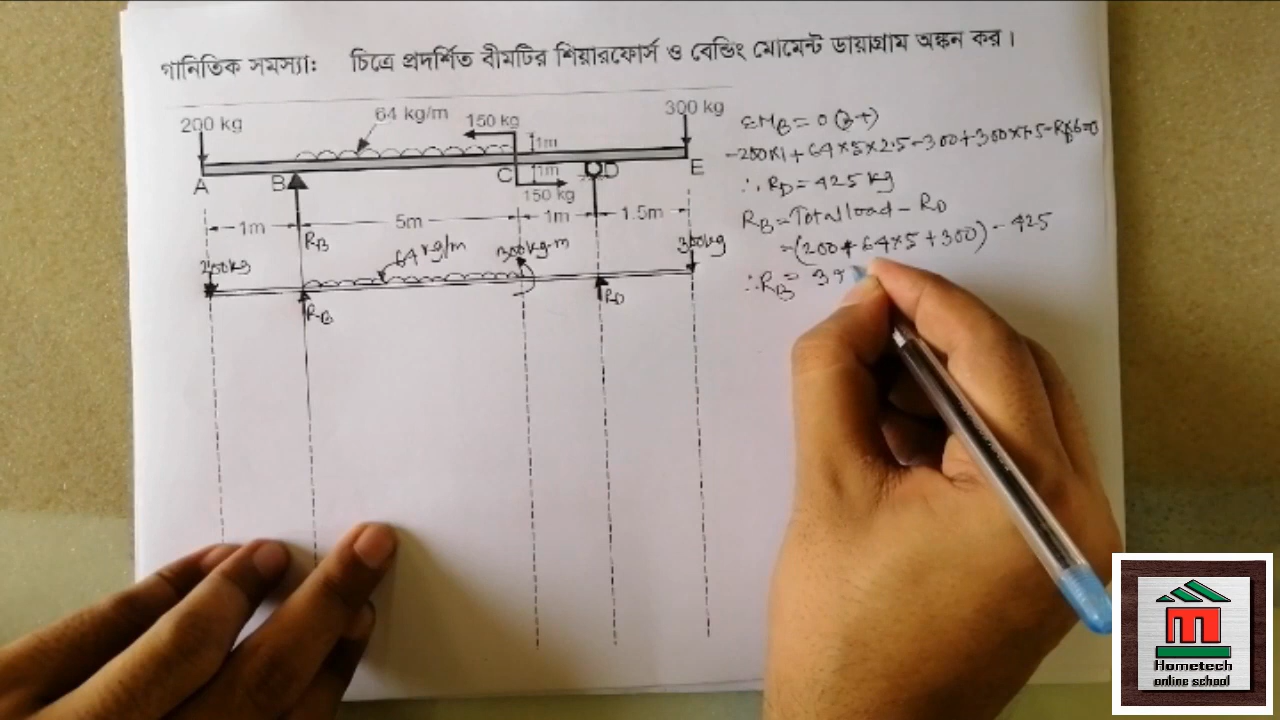 গানিতিক সমস্যাঃ চিত্রে প্রদর্শিত বীমটির শিয়ারফোর্স ও বেন্ডিং মোমেন্ট ডায়াগ্রাম অঙ্কন কর।
200 kg
64 kg/m
150 kg
300 kg
1m
A
B
C
1m
D
E
150 kg
1m
RB
5m
1m
1.5m
200kg
64 kg/m
300kg-m
300kg
RB
RD
ΣMB = 0 (+)
-200×1 + 64×5×2.5 - 300 + 300×7.5 - RD×6 = 0
∴ RD = 425 kg
RB = Total load - RD
= (200 + 64×5 + 300) - 425
∴ RB = 39
Hometech
online school